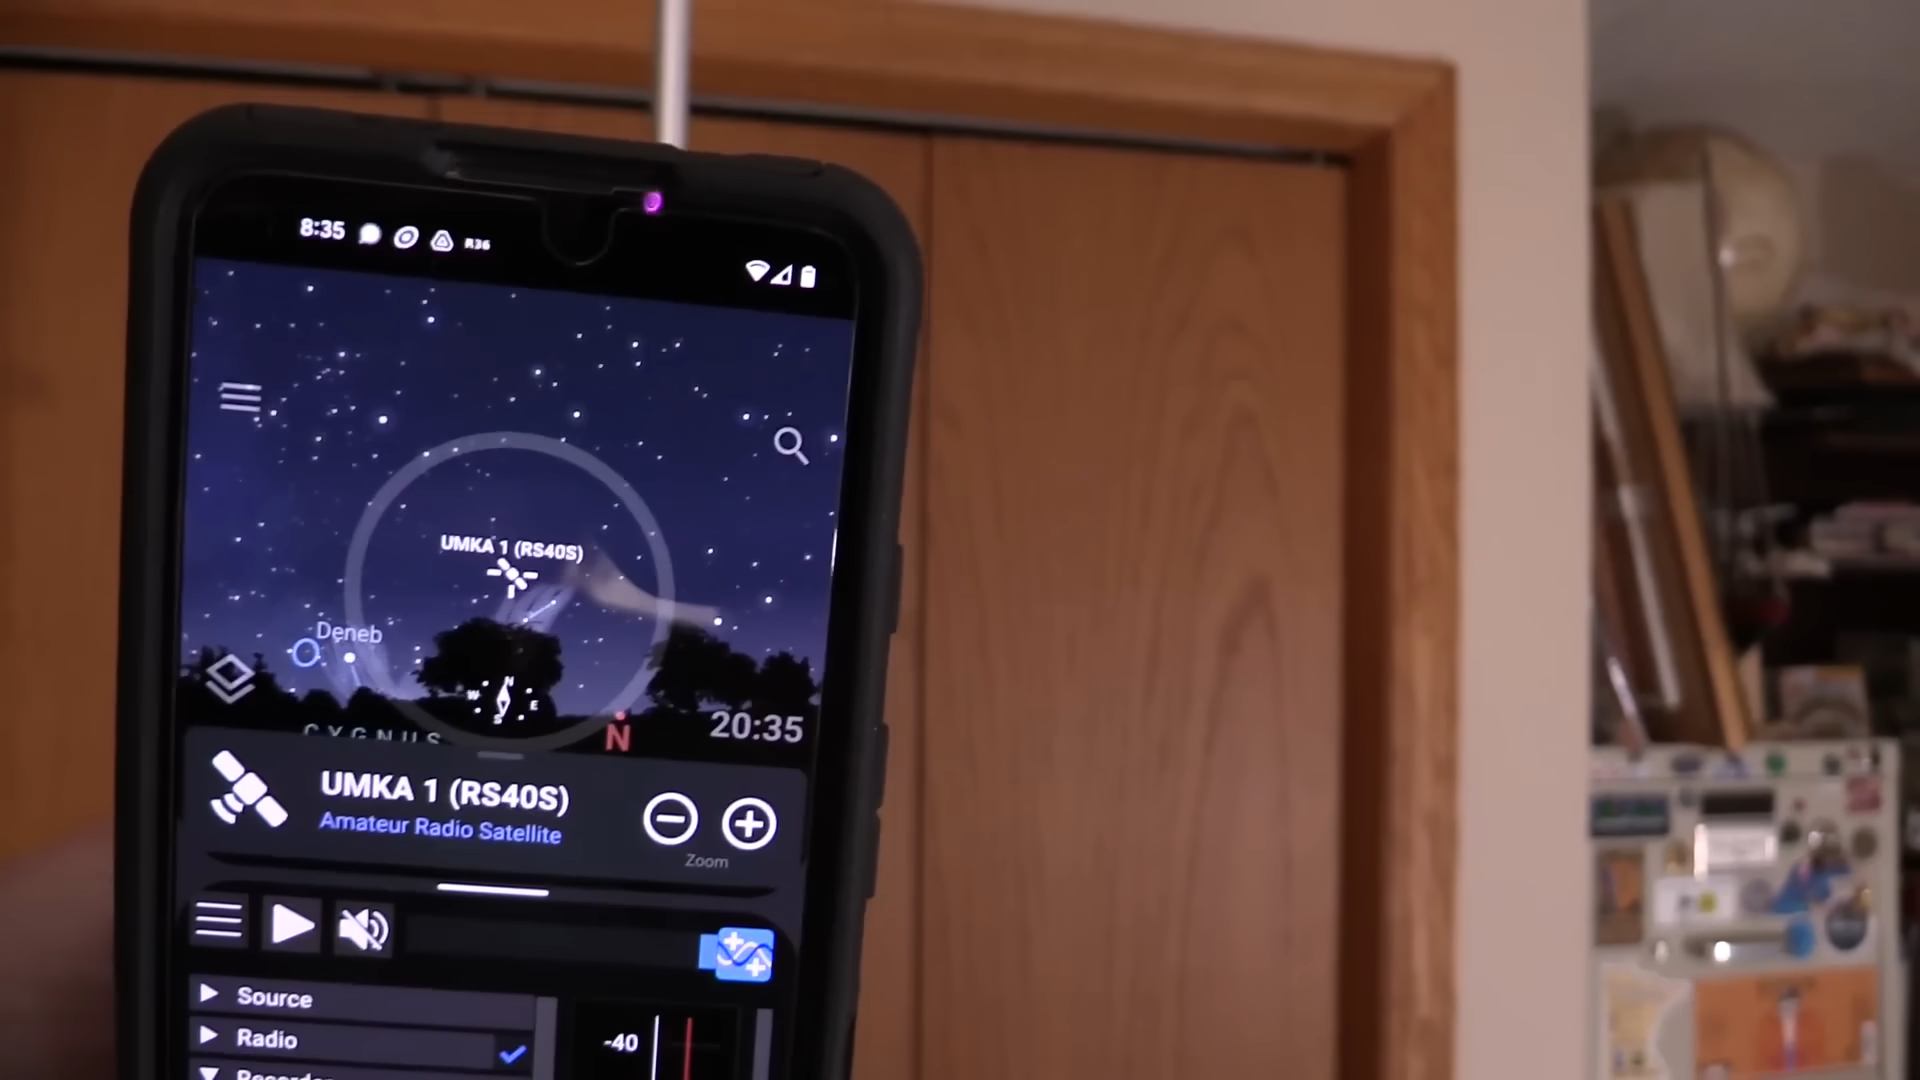 8:35 R36
UMKA 1 (RS40S)
Deneb
N
W E
S
CYGNUS
N
20:35
UMKA 1 (RS40S)
Amateur Radio Satellite
Zoom
Source
Radio
-40